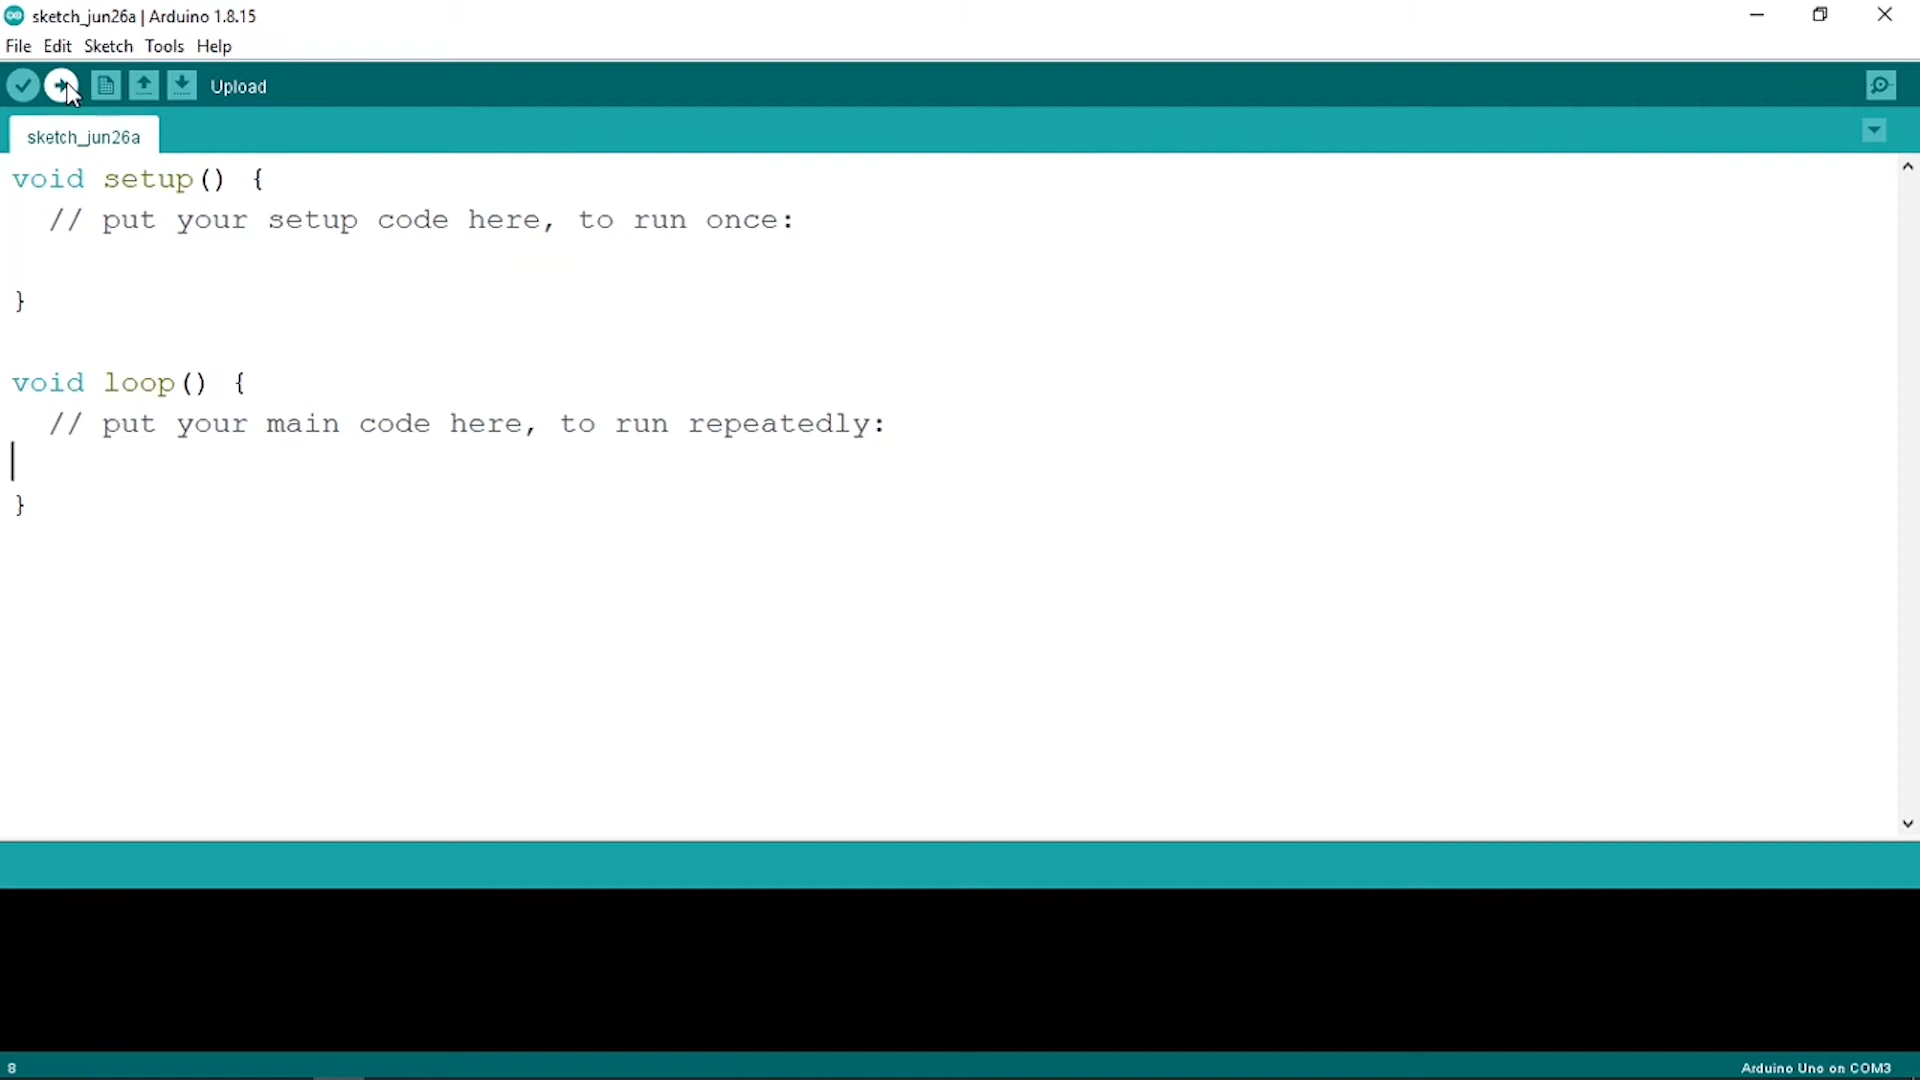 sketch_jun26a | Arduino 1.8.15
File Edit Sketch Tools Help
Upload
sketch_jun26a
void setup() {
  // put your setup code here, to run once:
}
void loop() {
  // put your main code here, to run repeatedly:
}
8
Arduino Uno on COM3